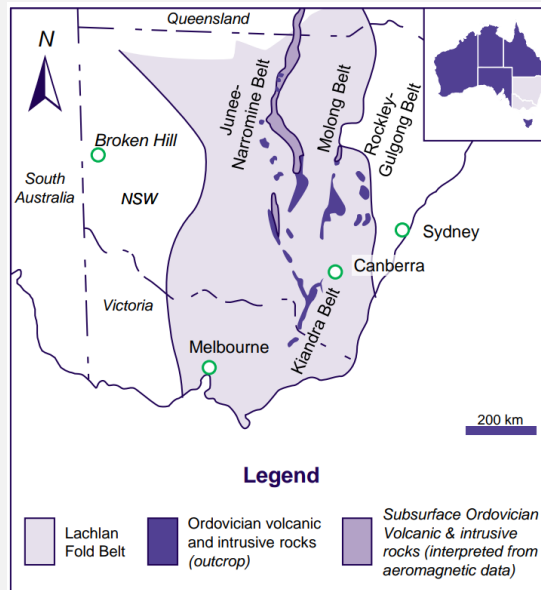 Queensland
N
Junee-
Narromine Belt
Molong Belt
Rockley-
Gulgong Belt
Broken Hill
South
Australia
NSW
Sydney
Canberra
Victoria
Kiandra Belt
Melbourne
200 km
Legend
Lachlan
Fold Belt
Ordovician volcanic
and intrusive rocks
(outcrop)
Subsurface Ordovician
Volcanic & intrusive
rocks (interpreted from
aeromagnetic data)